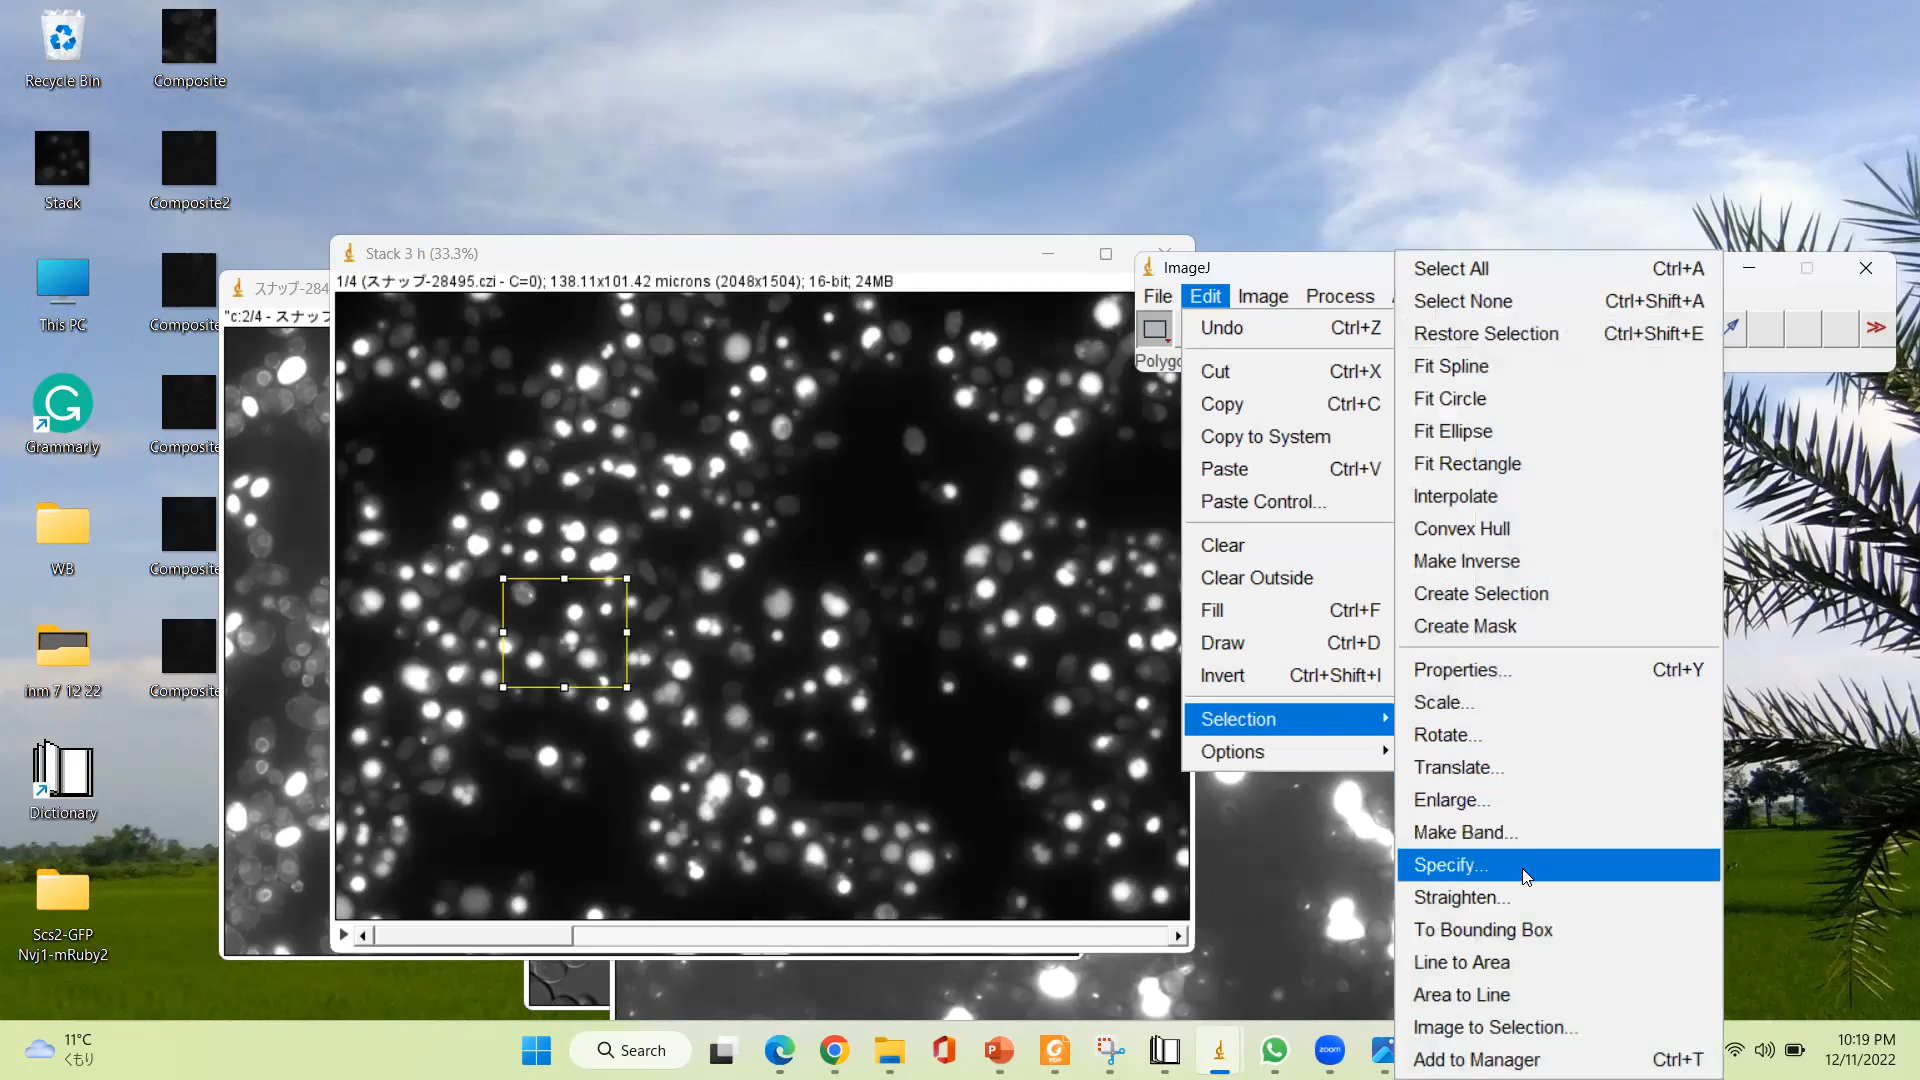 Recycle Bin
Composite
Stack
Composite2
This PC
Composite
Grammarly
Composite
WB
Composite
inm 7 12 22
Composite
Dictionary
Scs2-GFP
Nvj1-mRuby2
スナップ-284
"c:2/4 - スナップ
Stack 3 h (33.3%)
1/4 (スナップ-28495.czi - C=0); 138.11x101.42 microns (2048x1504); 16-bit; 24MB
ImageJ
File Edit Image Process
Undo Ctrl+Z
Cut Ctrl+X
Copy Ctrl+C
Copy to System
Paste Ctrl+V
Paste Control...
Clear
Clear Outside
Fill Ctrl+F
Draw Ctrl+D
Invert Ctrl+Shift+I
Selection
Options
Select All Ctrl+A
Select None Ctrl+Shift+A
Restore Selection Ctrl+Shift+E
Fit Spline
Fit Circle
Fit Ellipse
Fit Rectangle
Interpolate
Convex Hull
Make Inverse
Create Selection
Create Mask
Properties... Ctrl+Y
Scale...
Rotate...
Translate...
Enlarge...
Make Band...
Specify...
Straighten...
To Bounding Box
Line to Area
Area to Line
Image to Selection...
Add to Manager Ctrl+T
11°C
くもり
Search
zoom
10:19 PM
12/11/2022